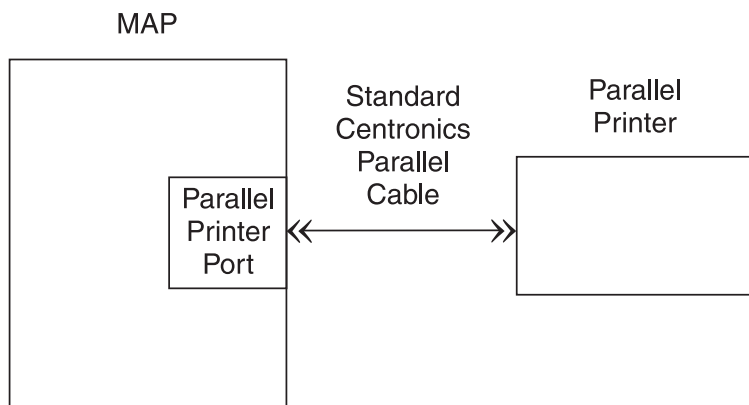 MAP
Standard
Centronics
Parallel
Cable
Parallel
Printer
Parallel
Printer
Port